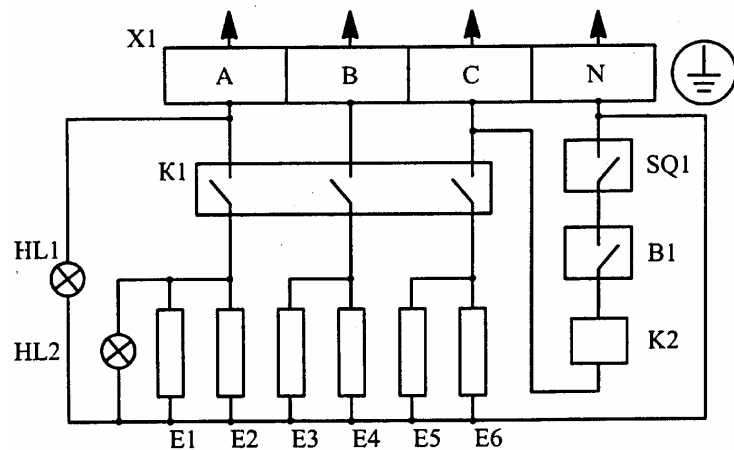 X1
A B C N
K1
SQ1
HL1
B1
HL2
K2
E1 E2 E3 E4 E5 E6